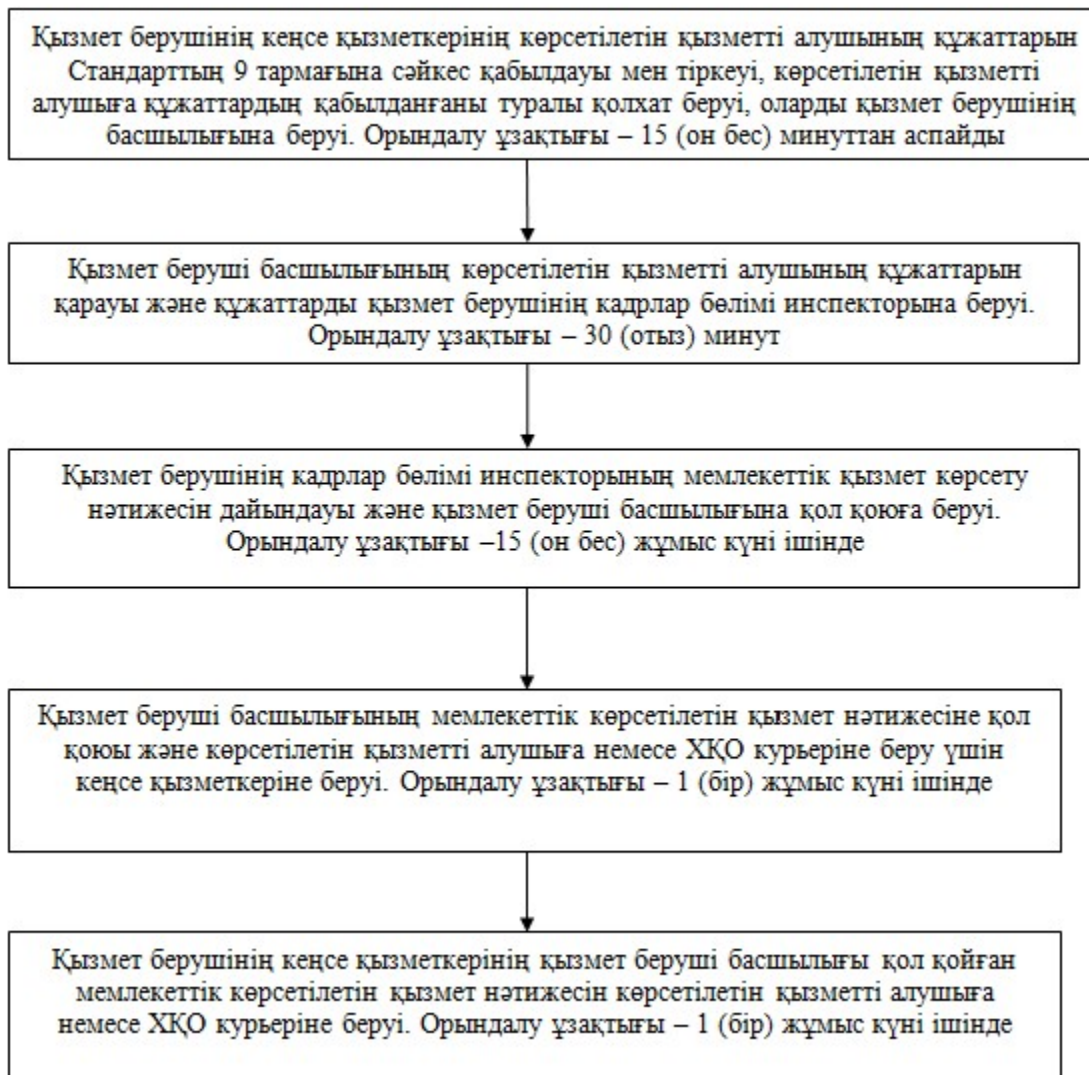 Қызмет берушінің кеңсе қызметкерінің көрсетілетін қызметті алушының құжаттарын
Стандарттың 9 тармағына сәйкес қабылдауы мен тіркеуі, көрсетілетін қызметті
алушыға құжаттардың қабылданғаны туралы қолхат беруі, оларды қызмет берушінің
басшылығына беруі. Орындалу ұзақтығы – 15 (он бес) минуттан аспайды
Қызмет беруші басшылығының көрсетілетін қызметті алушының құжаттарын
қарауы және құжаттарды қызмет берушінің кадрлар бөлімі инспекторына беруі.
Орындалу ұзақтығы – 30 (отыз) минут
Қызмет берушінің кадрлар бөлімі инспекторының мемлекеттік қызмет көрсету
нәтижесін дайындауы және қызмет беруші басшылығына қол қоюға беруі.
Орындалу ұзақтығы –15 (он бес) жұмыс күні ішінде
Қызмет беруші басшылығының мемлекеттік көрсетілетін қызмет нәтижесіне қол
қоюы және көрсетілетін қызметті алушыға немесе ХҚО курьеріне беру үшін
кеңсе қызметкеріне беруі. Орындалу ұзақтығы – 1 (бір) жұмыс күні ішінде
Қызмет берушінің кеңсе қызметкерінің қызмет беруші басшылығы қол қойған
мемлекеттік көрсетілетін қызмет нәтижесін көрсетілетін қызметті алушыға
немесе ХҚО курьеріне беруі. Орындалу ұзақтығы – 1 (бір) жұмыс күні ішінде